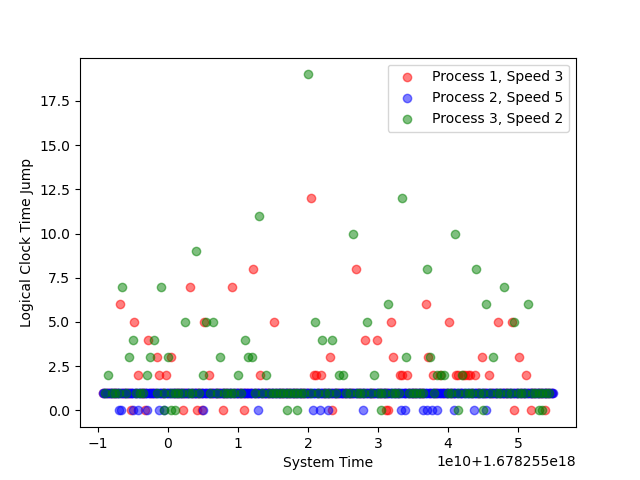 Process 1, Speed 3
Process 2, Speed 5
Process 3, Speed 2
17.5
15.0
12.5
10.0
7.5
5.0
2.5
0.0
Logical Clock Time Jump
−1 0 1 2 3 4 5
System Time
1e10+1.678255e18